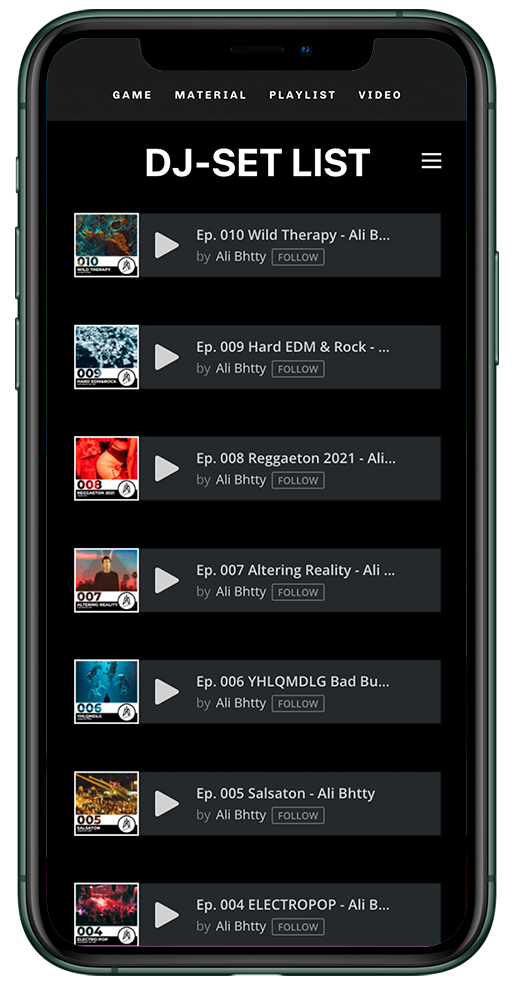 GAME MATERIAL PLAYLIST VIDEO
DJ-SET LIST
010
WILD THERAPY
Ep. 010 Wild Therapy - Ali B...
by Ali Bhtty FOLLOW
009
HARD EDM&ROCK
Ep. 009 Hard EDM & Rock - ...
by Ali Bhtty FOLLOW
008
REGGAETON 2021
Ep. 008 Reggaeton 2021 - Ali...
by Ali Bhtty FOLLOW
007
ALTERING REALITY
Ep. 007 Altering Reality - Ali ...
by Ali Bhtty FOLLOW
006
YHLQMDLG
Ep. 006 YHLQMDLG Bad Bu...
by Ali Bhtty FOLLOW
005
SALSATON
Ep. 005 Salsaton - Ali Bhtty
by Ali Bhtty FOLLOW
004
ELECTRO-POP
Ep. 004 ELECTROPOP - Ali B...
by Ali Bhtty FOLLOW